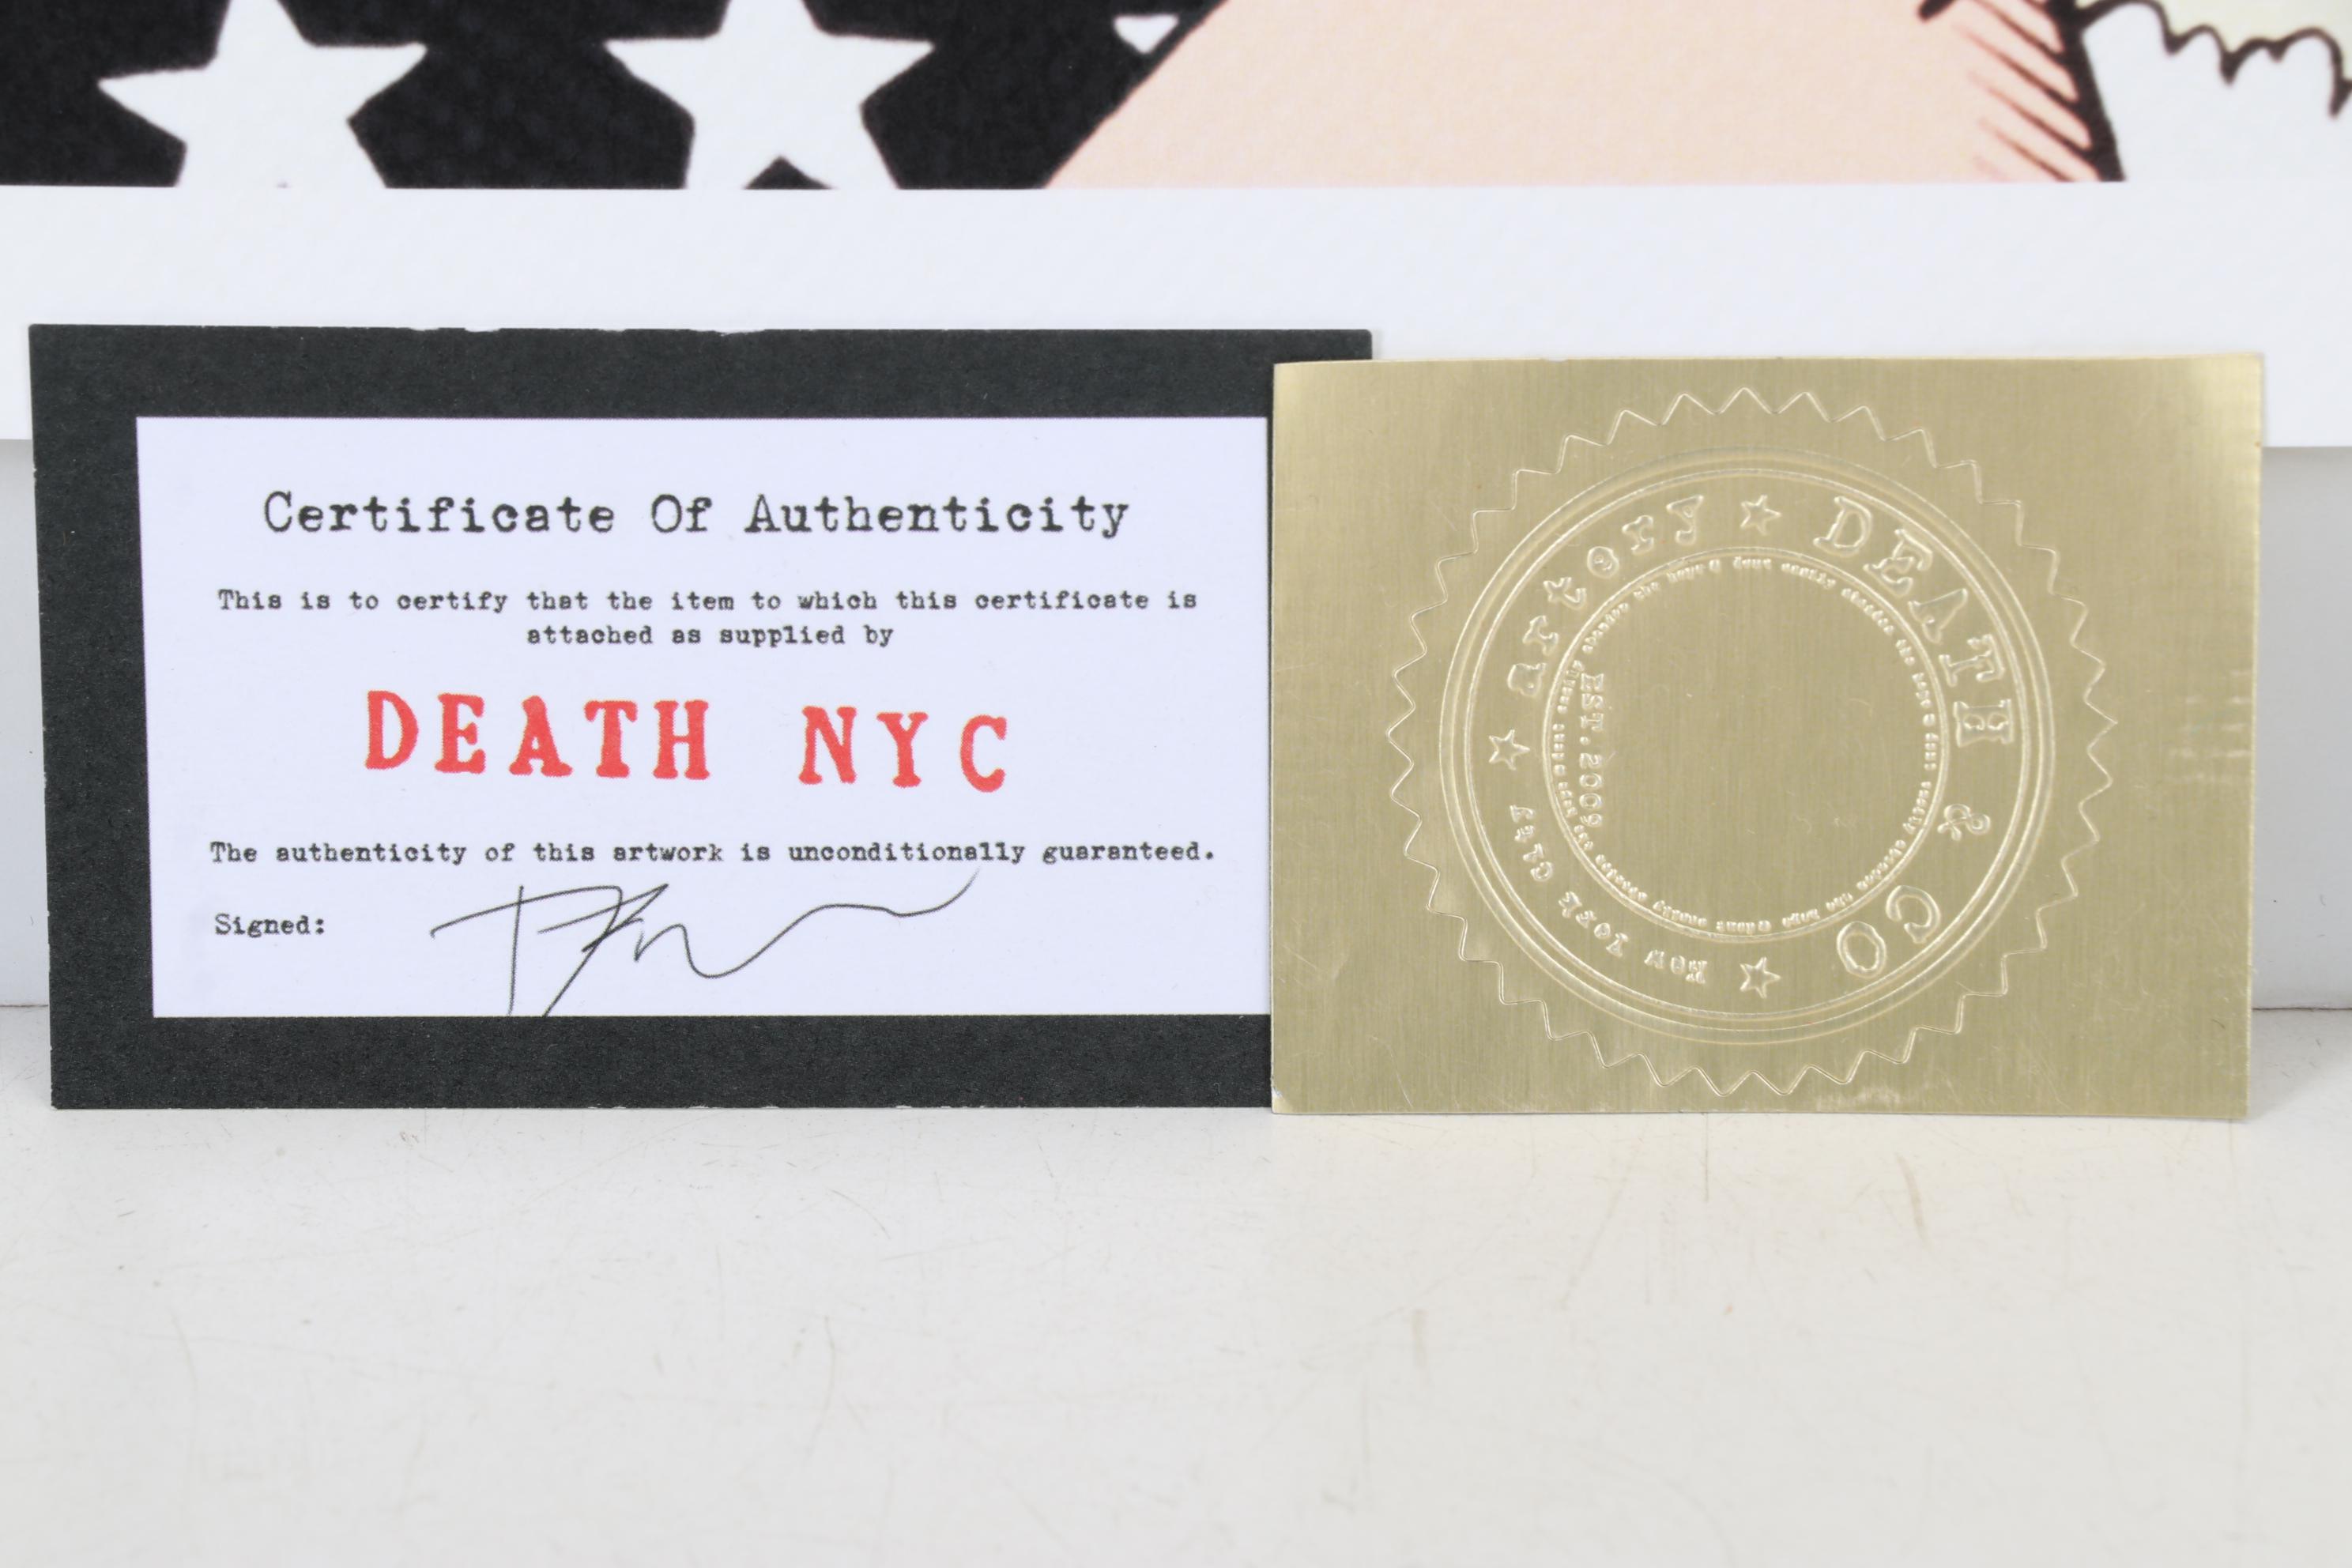 Certificate Of Authenticity
This is to certify that the item to which this certificate is
attached as supplied by
DEATH NYC
The authenticity of this artwork is unconditionally guaranteed.
Signed:
artory ★ DEATH & CO ★ New York City ★
EST. 2009